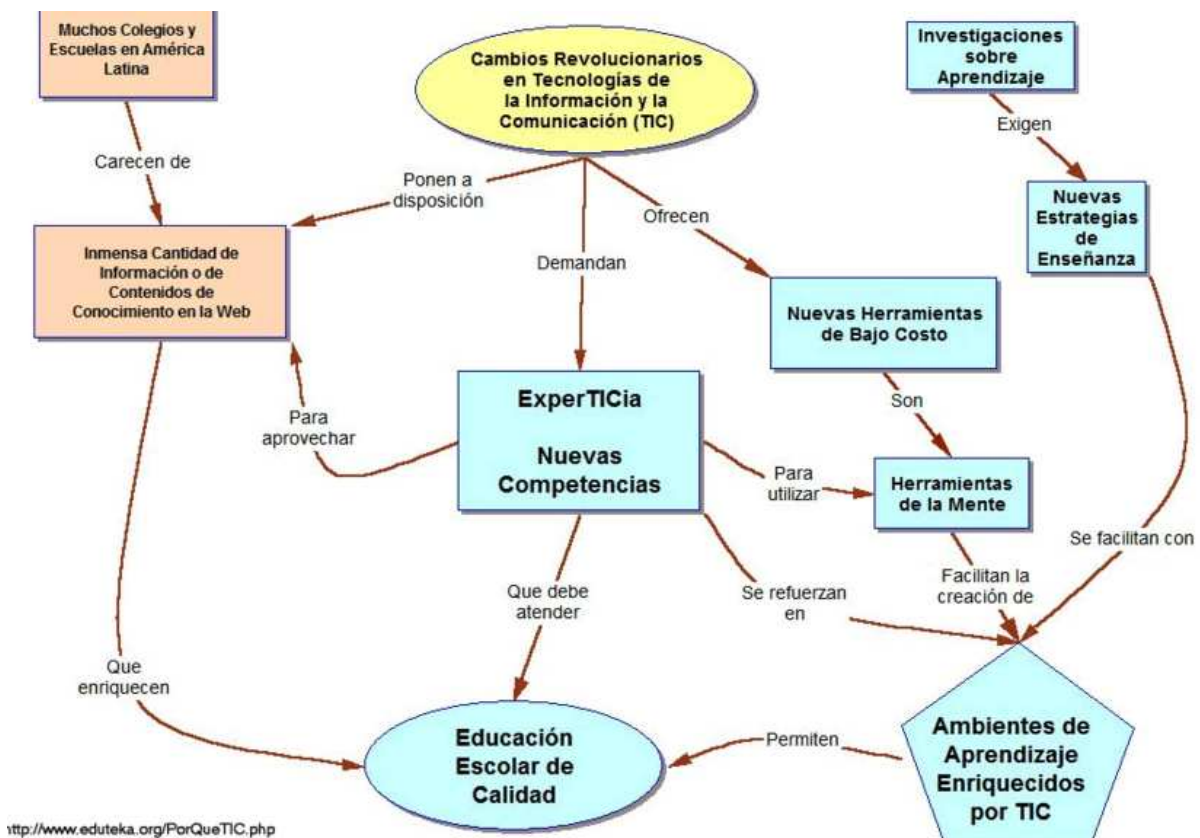 Muchos Colegios y
Escuelas en América
Latina
Cambios Revolucionarios
en Tecnologías de
la Información y la
Comunicación (TIC)
Investigaciones
sobre
Aprendizaje
Carecen de
Ponen a
disposición
Ofrecen
Exigen
Nuevas
Estrategias
de
Enseñanza
Inmensa Cantidad de
Información o de
Contenidos de
Conocimiento en la Web
Demandan
Nuevas Herramientas
de Bajo Costo
ExperTICia
Nuevas
Competencias
Son
Para
aprovechar
Para
utilizar
Herramientas
de la Mente
Se facilitan con
Que debe
atender
Se refuerzan
en
Facilitan la
creación de
Que
enriquecen
Educación
Escolar de
Calidad
Permiten
Ambientes de
Aprendizaje
Enriquecidos
por TIC
http://www.eduteka.org/PorQueTIC.php